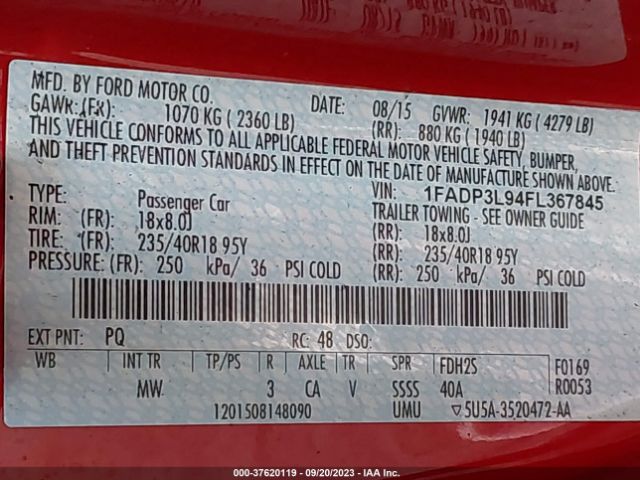 MFD. BY FORD MOTOR CO. DATE: 08/15 GVWR: 1941 KG ( 4279 LB)
GAWR: (FR) 1070 KG ( 2360 LB) (RR): 880 KG ( 1940 LB)
THIS VEHICLE CONFORMS TO ALL APPLICABLE FEDERAL MOTOR VEHICLE SAFETY, BUMPER,
AND THEFT PREVENTION STANDARDS IN EFFECT ON THE DATE OF MANUFACTURE SHOWN ABOVE.
VIN: 1FADP3L94FL367845
TYPE: Passenger Car TRAILER TOWING - SEE OWNER GUIDE
RIM: (FR) 18x8.0J (RR): 18x8.0J
TIRE: (FR): 235/40R18 95Y (RR): 235/40R18 95Y
PRESSURE: (FR): 250 kPa/ 36 PSI COLD (RR): 250 kPa/ 36 PSI COLD
EXT PNT: PQ RC: 48 DSO:
WB INT TR TP/PS R AXLE TR SPR FDH2S F0169
MW 3 CA V SSSS 40A R0053
1201508148090 UMU ▽5U5A-3520472-AA
000-37620119 - 09/20/2023 - IAA Inc.